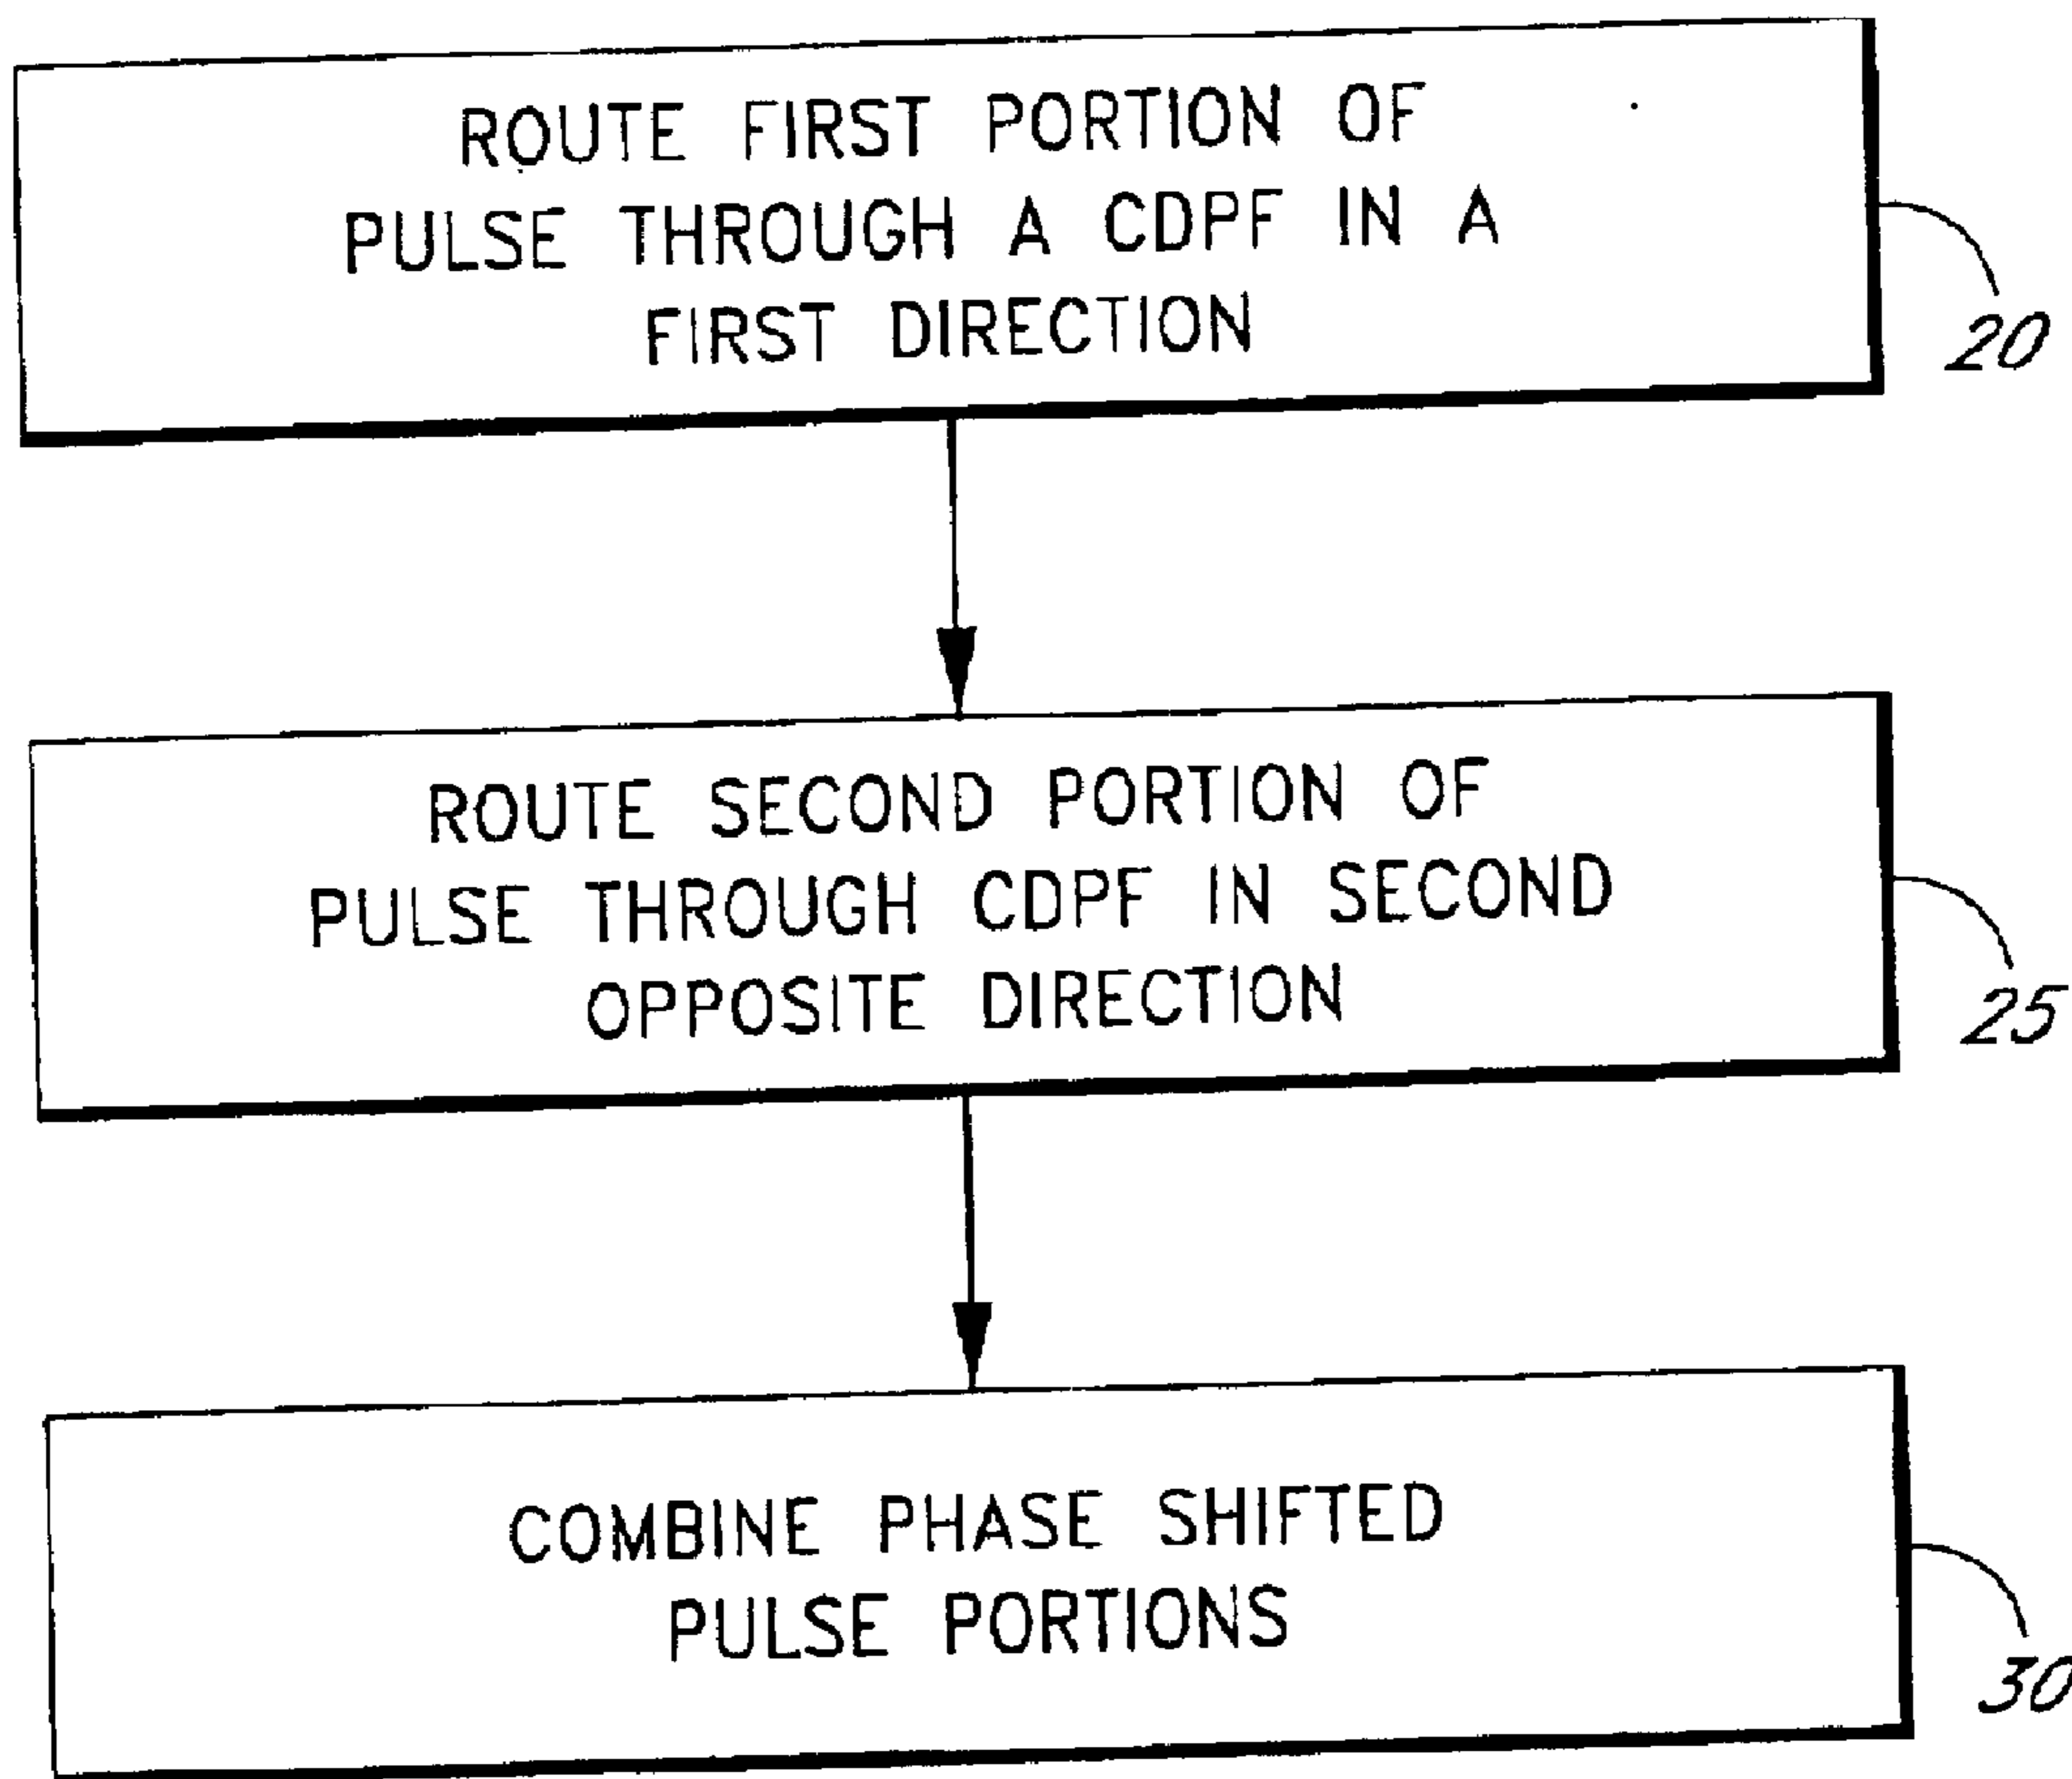 ROUTE FIRST PORTION OF
PULSE THROUGH A CDPF IN A
FIRST DIRECTION
20
ROUTE SECOND PORTION OF
PULSE THROUGH CDPF IN SECOND
OPPOSITE DIRECTION
25
COMBINE PHASE SHIFTED
PULSE PORTIONS
30